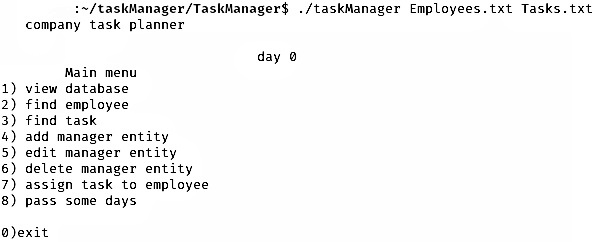 :~/taskManager/TaskManager$ ./taskManager Employees.txt Tasks.txt
company task planner
day 0
Main menu
1) view database
2) find employee
3) find task
4) add manager entity
5) edit manager entity
6) delete manager entity
7) assign task to employee
8) pass some days
0)exit